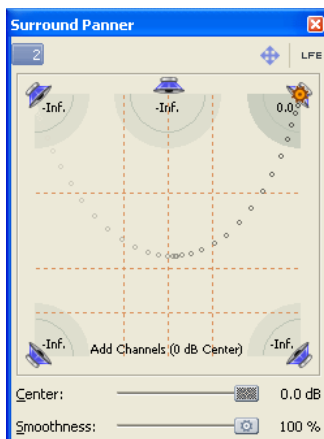 Surround Panner
2 LFE
-Inf. -Inf. 0.0
-Inf. Add Channels (0 dB Center) -Inf.
Center: 0.0 dB
Smoothness: 100 %